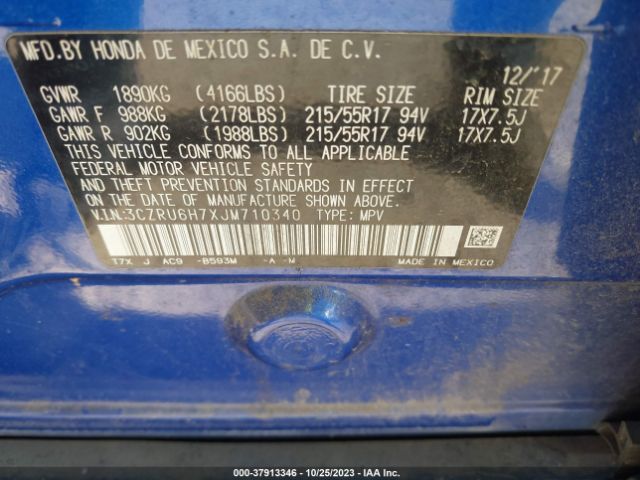 MFD.BY HONDA DE MEXICO S.A. DE C.V.
12/'17
GVWR 1890KG (4166LBS) TIRE SIZE RIM SIZE
GAWR F 988KG (2178LBS) 215/55R17 94V 17X7.5J
GAWR R 902KG (1988LBS) 215/55R17 94V 17X7.5J
THIS VEHICLE CONFORMS TO ALL APPLICABLE
FEDERAL MOTOR VEHICLE SAFETY
AND THEFT PREVENTION STANDARDS IN EFFECT
ON THE DATE OF MANUFACTURE SHOWN ABOVE.
V.I.N:3CZRU6H7XJM710340 TYPE: MPV
T7X J AC9 -B593M -A -M MADE IN MEXICO
000-37913346 - 10/25/2023 - IAA Inc.